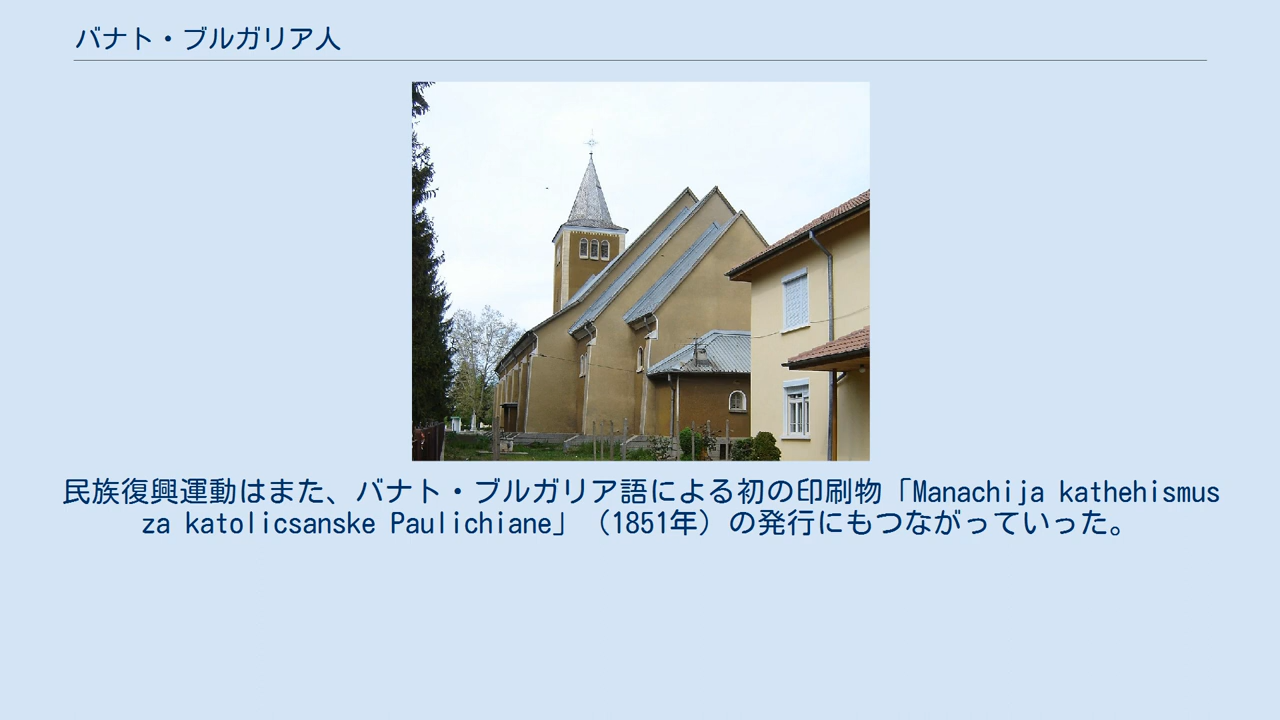 バナト・ブルガリア人
民族復興運動はまた、バナト・ブルガリア語による初の印刷物「Manachija kathehismus
za katolicsanske Paulichiane」（1851年）の発行にもつながっていった。